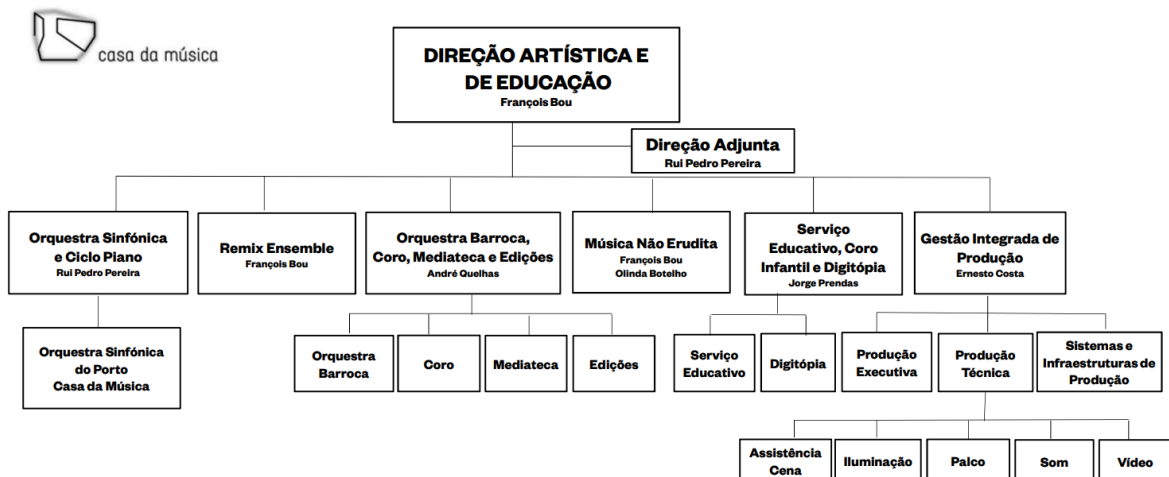 casa da música
DIREÇÃO ARTÍSTICA E
DE EDUCAÇÃO
François Bou
Direção Adjunta
Rui Pedro Pereira
Orquestra Sinfónica
e Ciclo Piano
Rui Pedro Pereira
Remix Ensemble
François Bou
Orquestra Barroca,
Coro, Mediateca e Edições
André Quelhas
Música Não Erudita
François Bou
Olinda Botelho
Serviço
Educativo, Coro
Infantil e Digitópia
Jorge Prendas
Gestão Integrada de
Produção
Ernesto Costa
Orquestra Sinfónica
do Porto
Casa da Música
Orquestra
Barroca
Coro
Mediateca
Edições
Serviço
Educativo
Digitópia
Produção
Executiva
Produção
Técnica
Sistemas e
Infraestruturas de
Produção
Assistência
Cena
Iluminação
Palco
Som
Vídeo